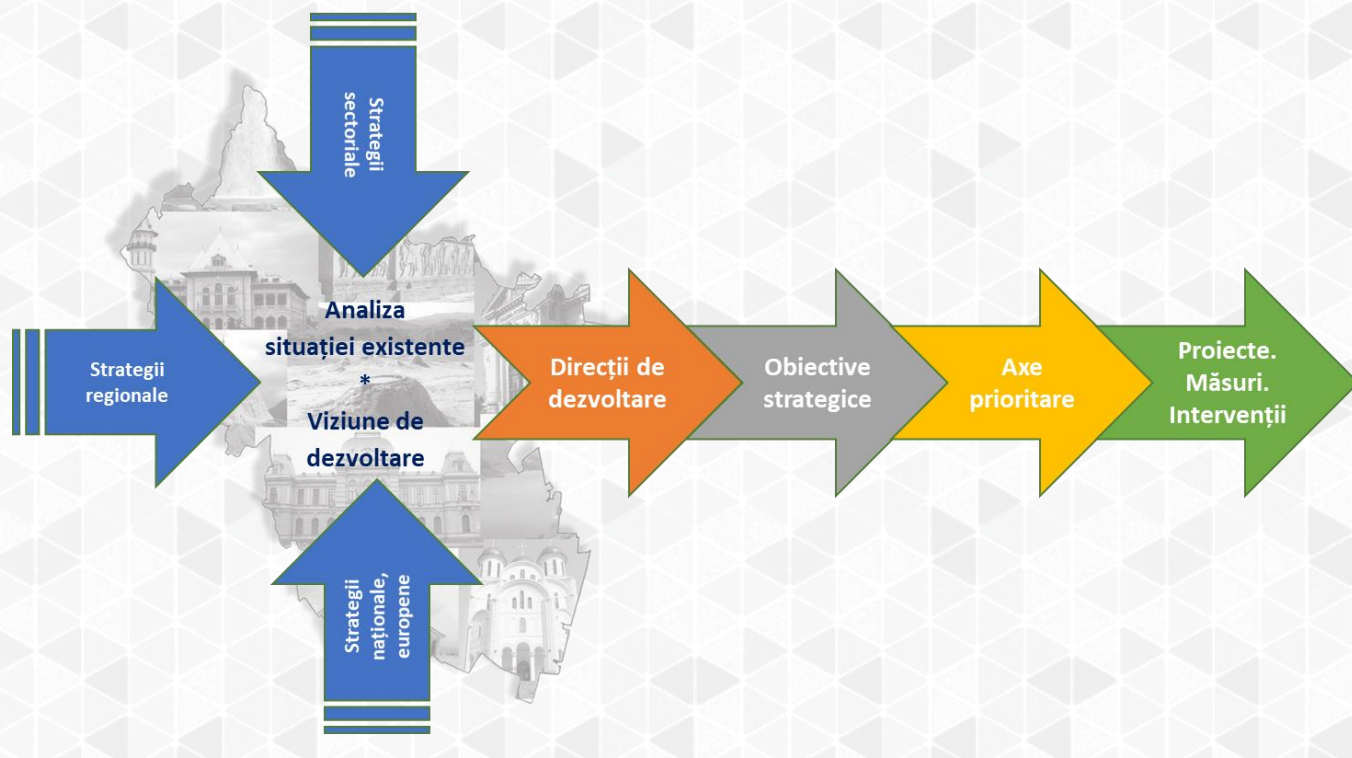 Strategii
sectoriale
Strategii
regionale
Analiza
situației existente
*
Viziune de
dezvoltare
Strategii
naționale,
europene
Direcții de
dezvoltare
Obiective
strategice
Axe
prioritare
Proiecte.
Măsuri.
Intervenții